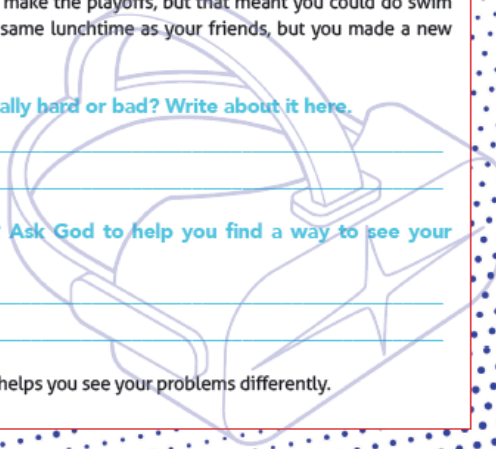 make the playoffs, but that meant you could do swim
same lunchtime as your friends, but you made a new
ally hard or bad? Write about it here.
Ask God to help you find a way to see your
helps you see your problems differently.